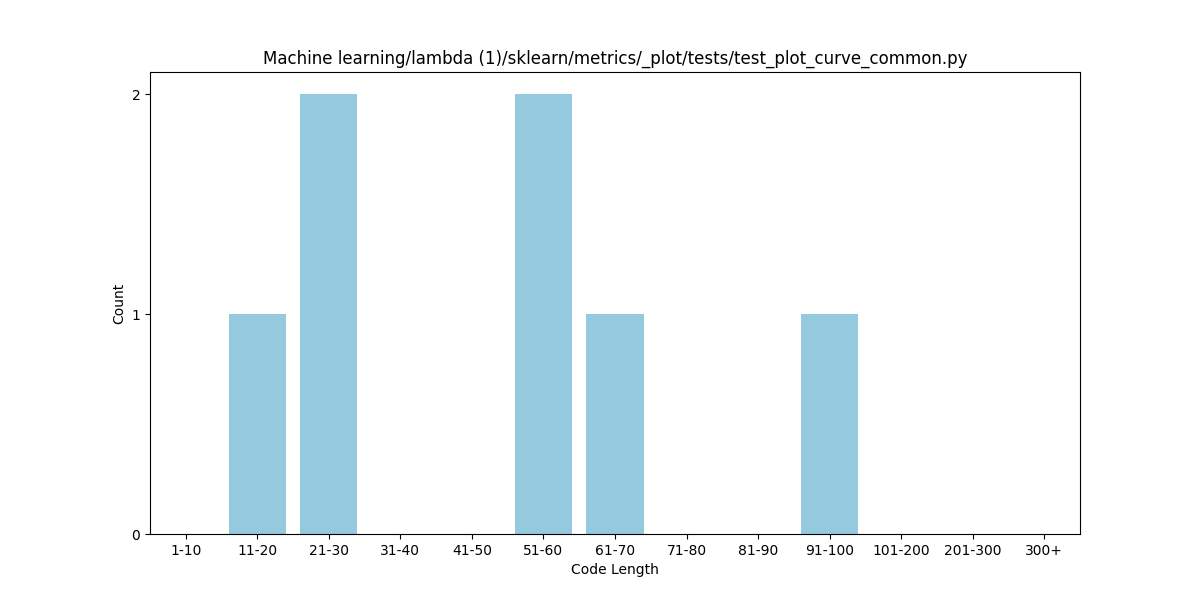 Machine learning/lambda (1)/sklearn/metrics/_plot/tests/test_plot_curve_common.py
2
1
0
Count
1-10 11-20 21-30 31-40 41-50 51-60 61-70 71-80 81-90 91-100 101-200 201-300 300+
Code Length